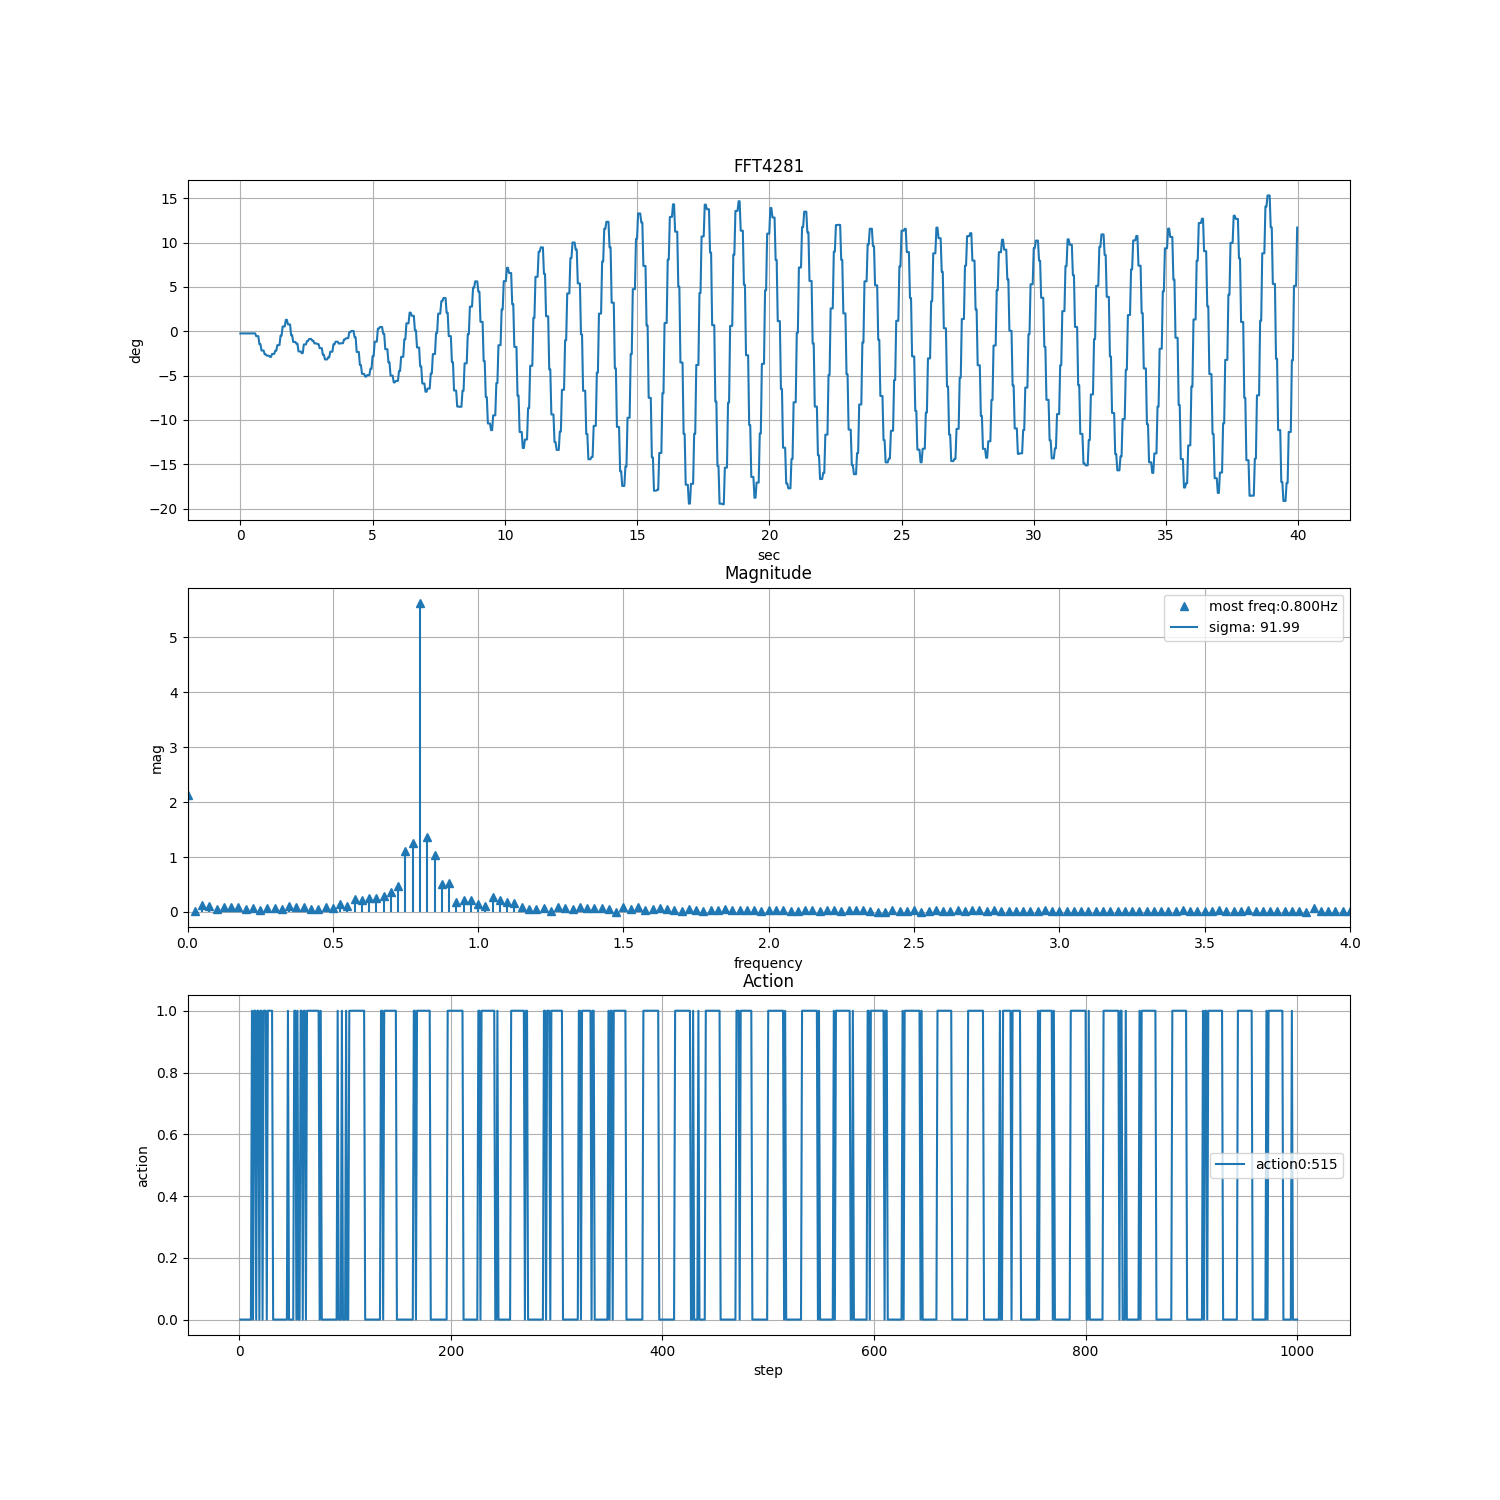 FFT4281
15
10
5
0
−5
−10
−15
−20
deg
0 5 10 15 20 25 30 35 40
sec
Magnitude
most freq:0.800Hz
sigma: 91.99
5
4
3
2
1
0
mag
0.0 0.5 1.0 1.5 2.0 2.5 3.0 3.5 4.0
frequency
Action
1.0
0.8
0.6
0.4
0.2
0.0
action
action0:515
0 200 400 600 800 1000
step